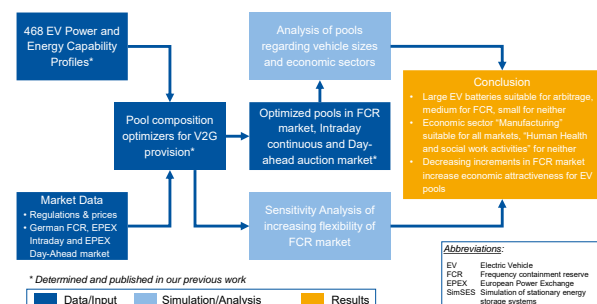 468 EV Power and
Energy Capability
Profiles*
Analysis of pools
regarding vehicle sizes
and economic sectors
Pool composition
optimizers for V2G
provision*
Optimized pools in FCR
market, Intraday
continuous and Day-
ahead auction market*
Conclusion
• Large EV batteries suitable for arbitrage,
medium for FCR, small for neither
• Economic sector “Manufacturing”
suitable for all markets, “Human Health
and social work activities” for neither
• Decreasing increments in FCR market
increase economic attractiveness for EV
pools
Market Data
• Regulations & prices
• German FCR, EPEX
Intraday and EPEX
Day-Ahead market
Sensitivity Analysis of
increasing flexibility of
FCR market
* Determined and published in our previous work
Data/Input
Simulation/Analysis
Results
Abbreviations:
EV Electric Vehicle
FCR Frequency containment reserve
EPEX European Power Exchange
SimSES Simulation of stationary energy
storage systems